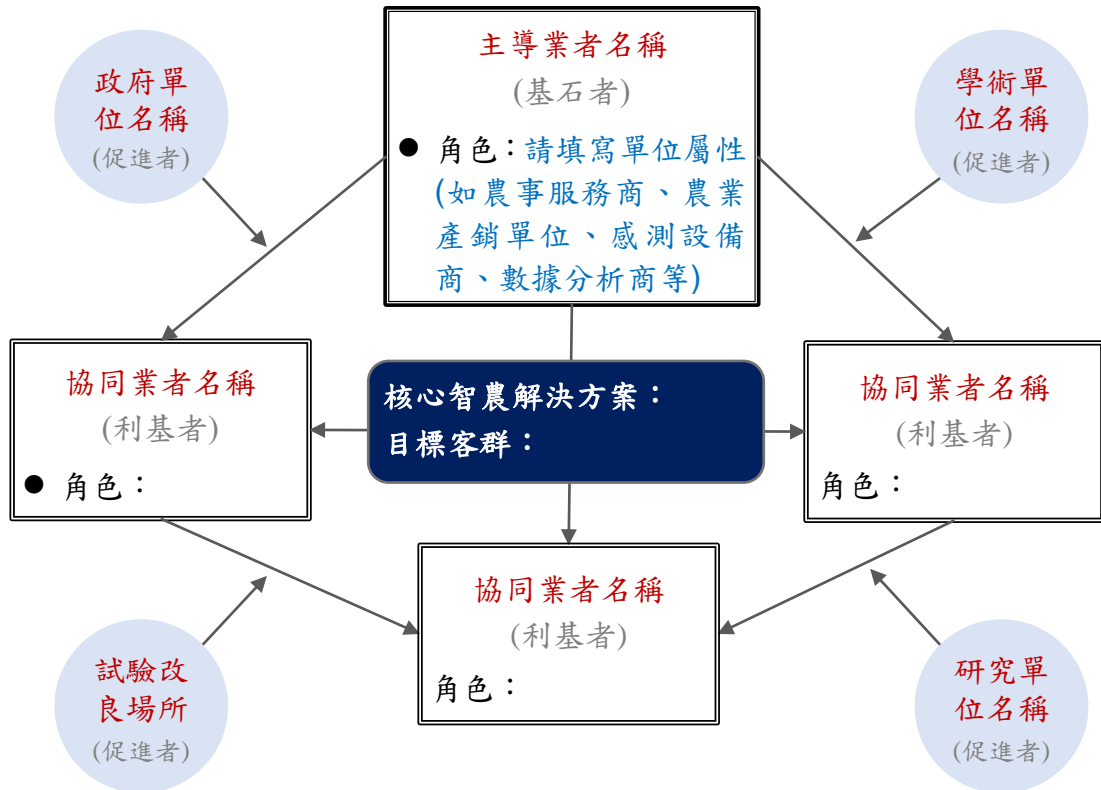 主導業者名稱
(基石者)
● 角色：請填寫單位屬性
(如農事服務商、農業
產銷單位、感測設備
商、數據分析商等)
政府單
位名稱
(促進者)
學術單
位名稱
(促進者)
協同業者名稱
(利基者)
● 角色：
核心智農解決方案：
目標客群：
協同業者名稱
(利基者)
角色：
協同業者名稱
(利基者)
角色：
試驗改
良場所
(促進者)
研究單
位名稱
(促進者)